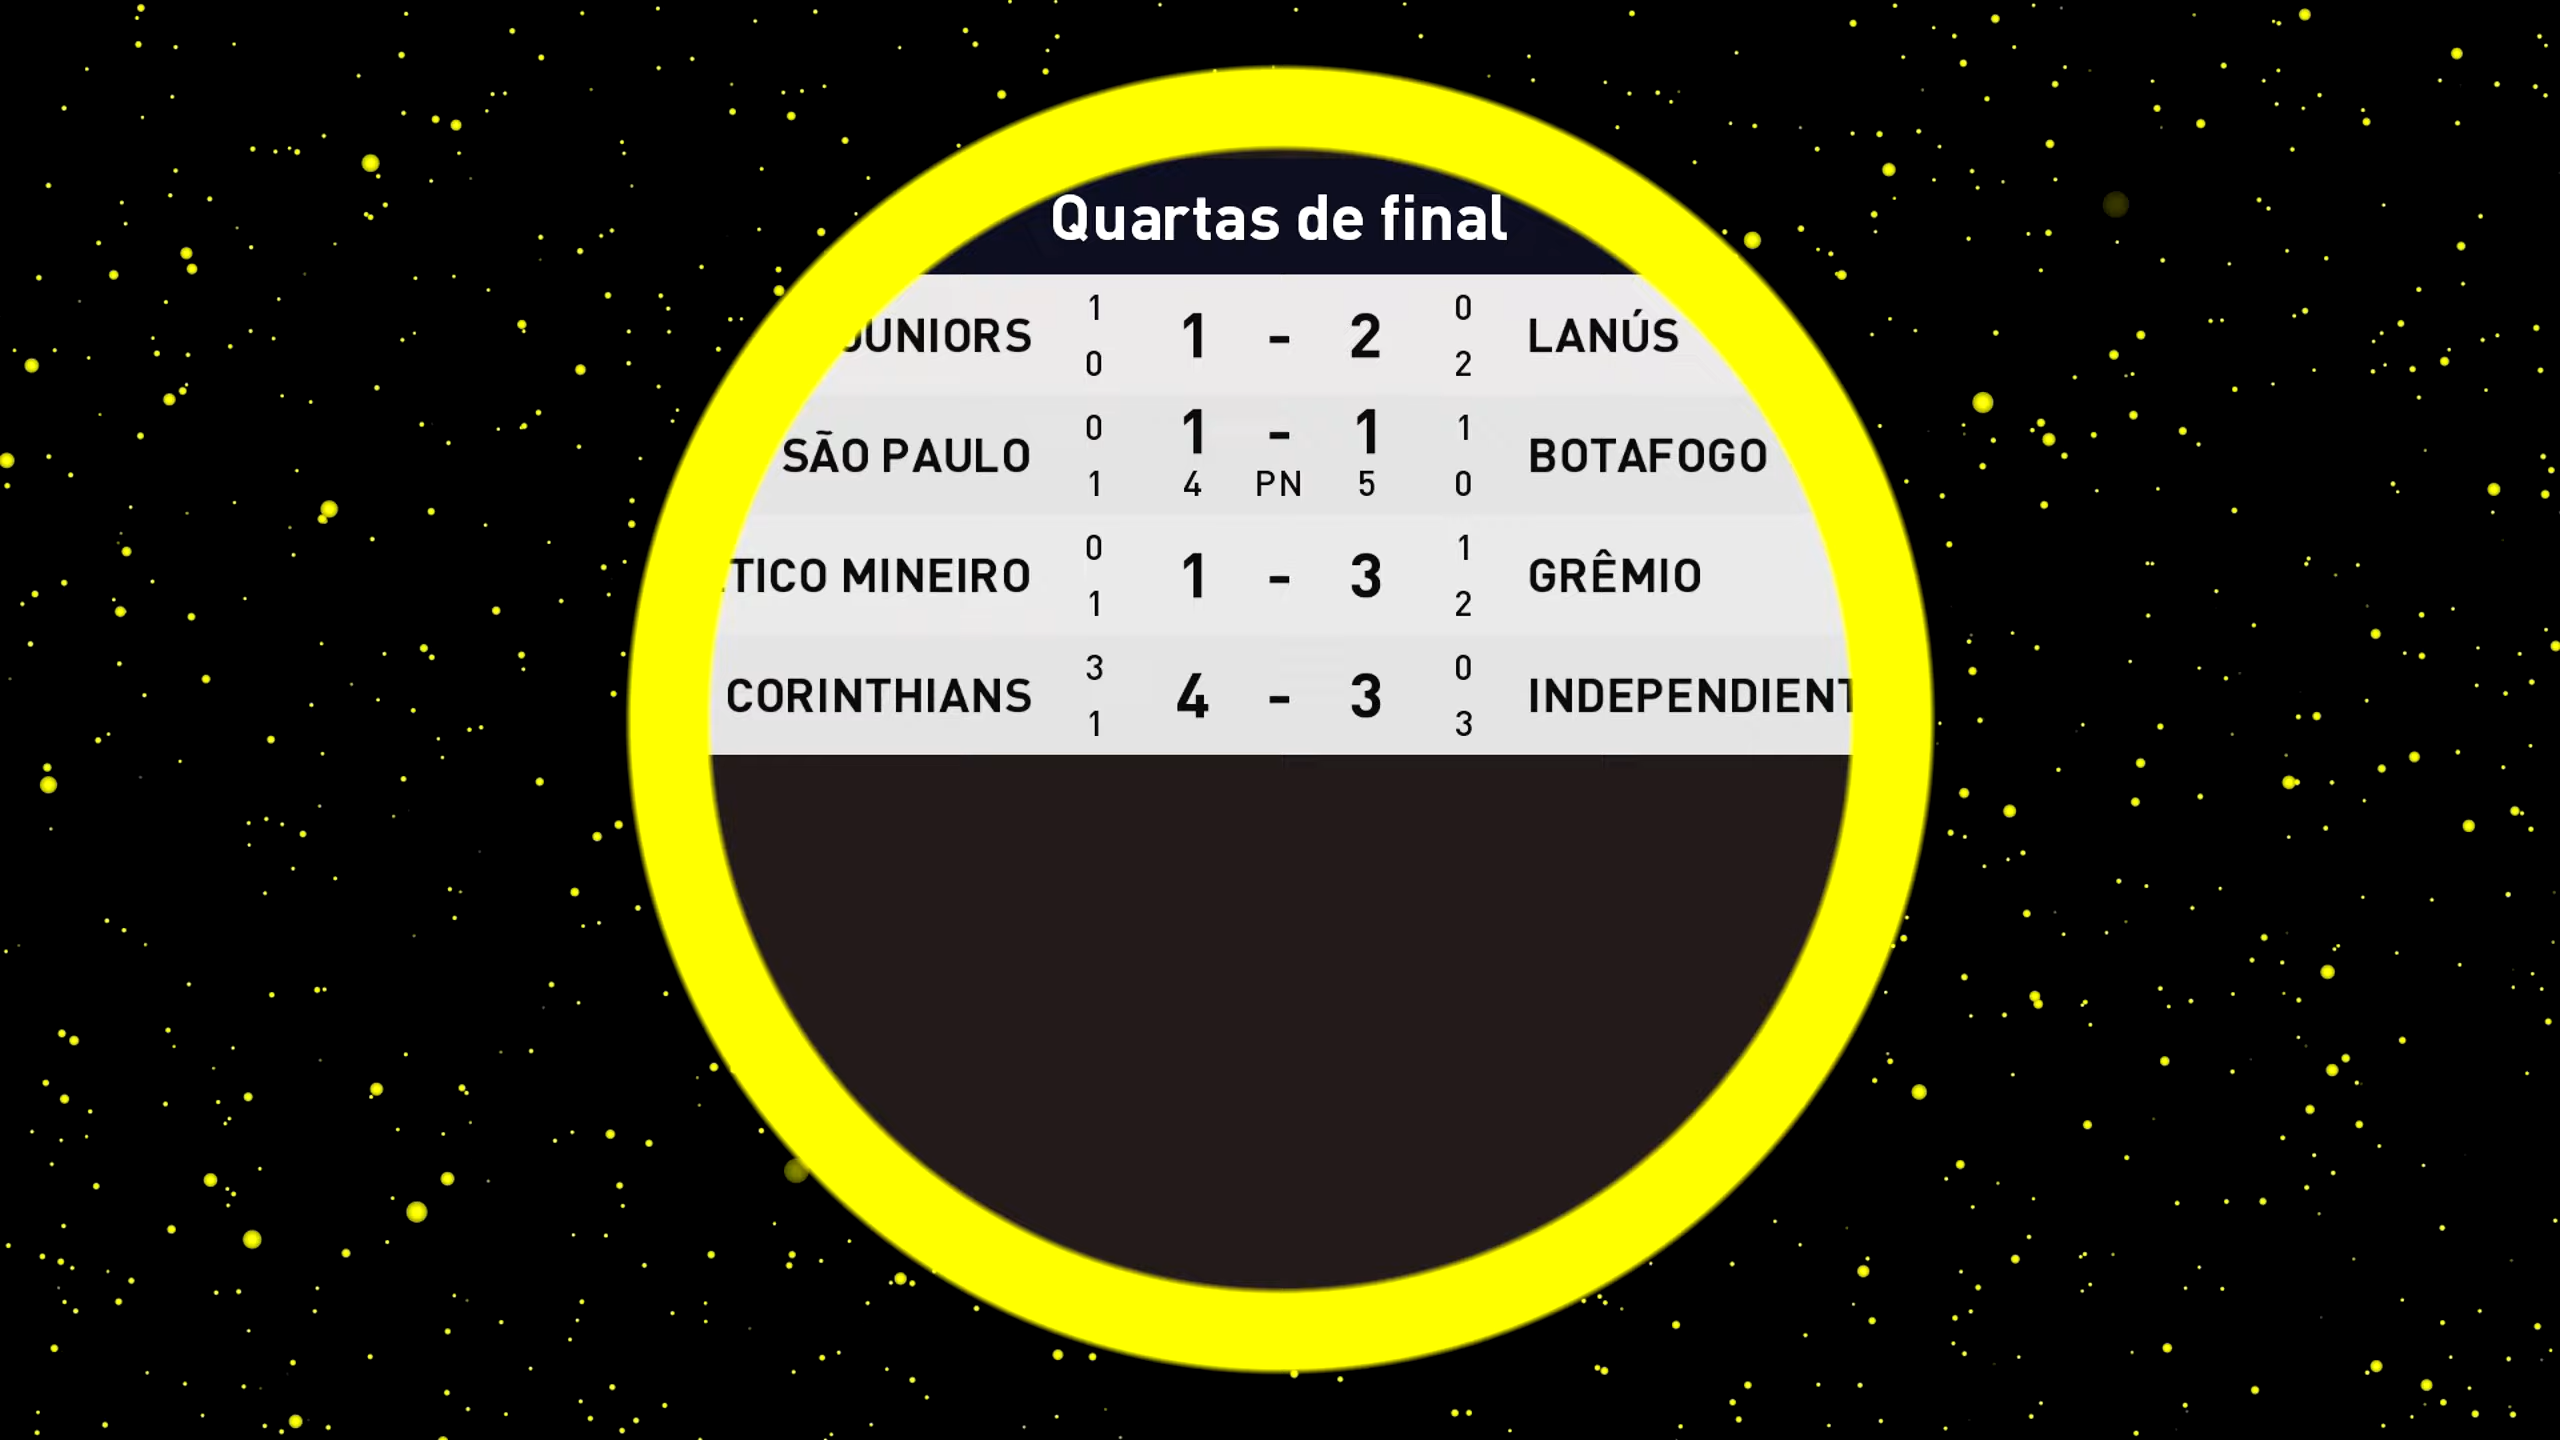 Quartas de final
JUNIORS 1 0 1 - 2 0 2 LANÚS
SÃO PAULO 0 1 1 - 1 1 0 BOTAFOGO
4 PN 5
MINEIRO 0 1 1 - 3 1 2 GRÊMIO
CORINTHIANS 3 1 4 - 3 0 3 INDEPENDIENT